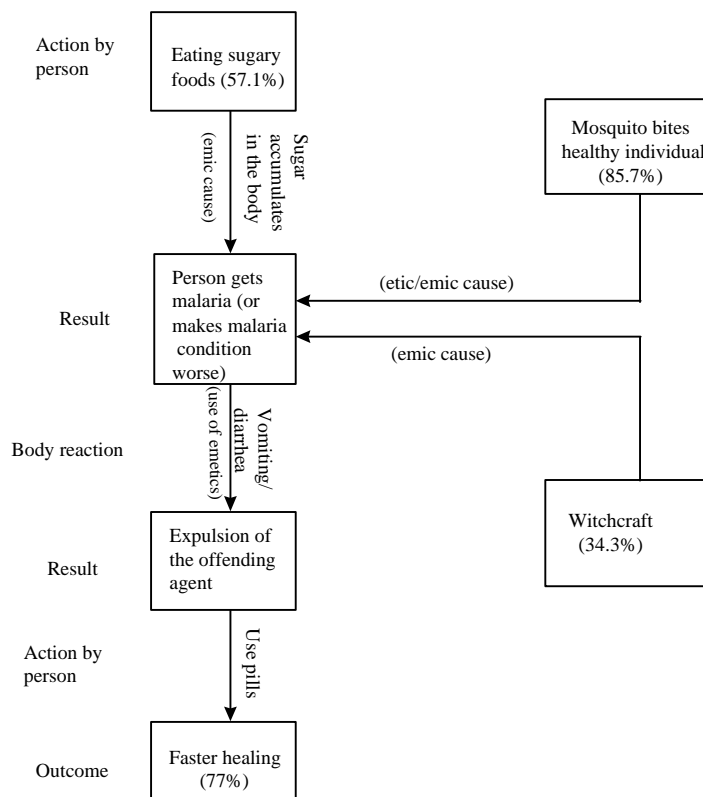 Action by
person
Eating sugary
foods (57.1%)
Sugar
accumulates
in the body
(emic cause)
Mosquito bites
healthy individual
(85.7%)
Result
Person gets
malaria (or
makes malaria
condition
worse)
(etic/emic cause)
(emic cause)
Body reaction
Vomiting/
diarrhea
(use of emetics)
Witchcraft
(34.3%)
Result
Expulsion of
the offending
agent
Action by
person
Use pills
Outcome
Faster healing
(77%)